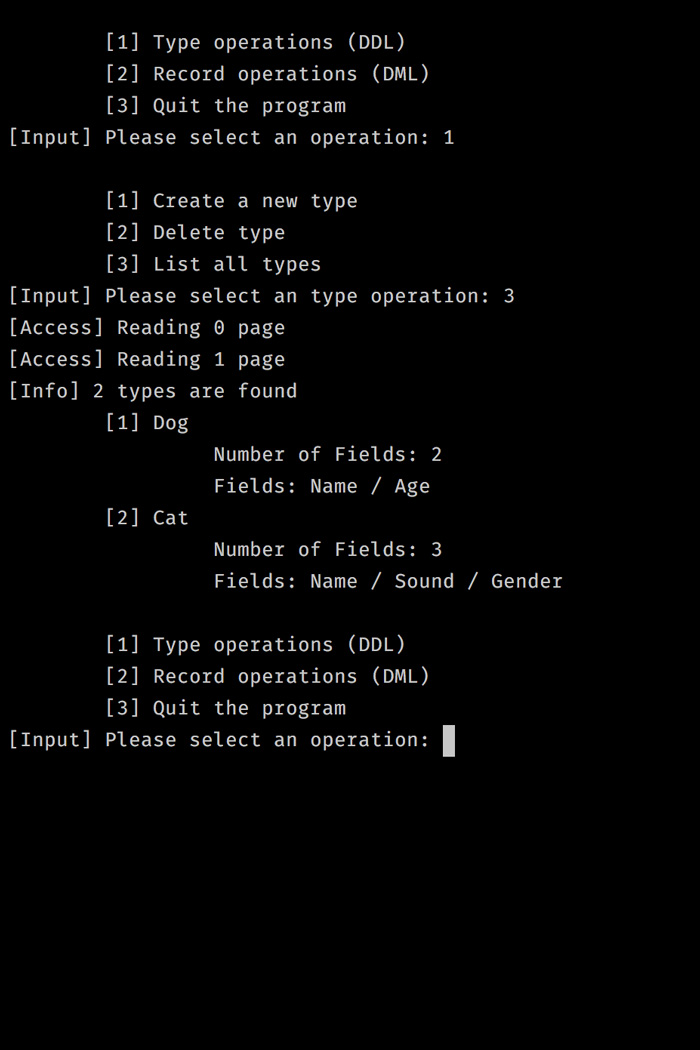 [1] Type operations (DDL)
[2] Record operations (DML)
[3] Quit the program
[Input] Please select an operation: 1
[1] Create a new type
[2] Delete type
[3] List all types
[Input] Please select an type operation: 3
[Access] Reading 0 page
[Access] Reading 1 page
[Info] 2 types are found
[1] Dog
Number of Fields: 2
Fields: Name / Age
[2] Cat
Number of Fields: 3
Fields: Name / Sound / Gender
[1] Type operations (DDL)
[2] Record operations (DML)
[3] Quit the program
[Input] Please select an operation: